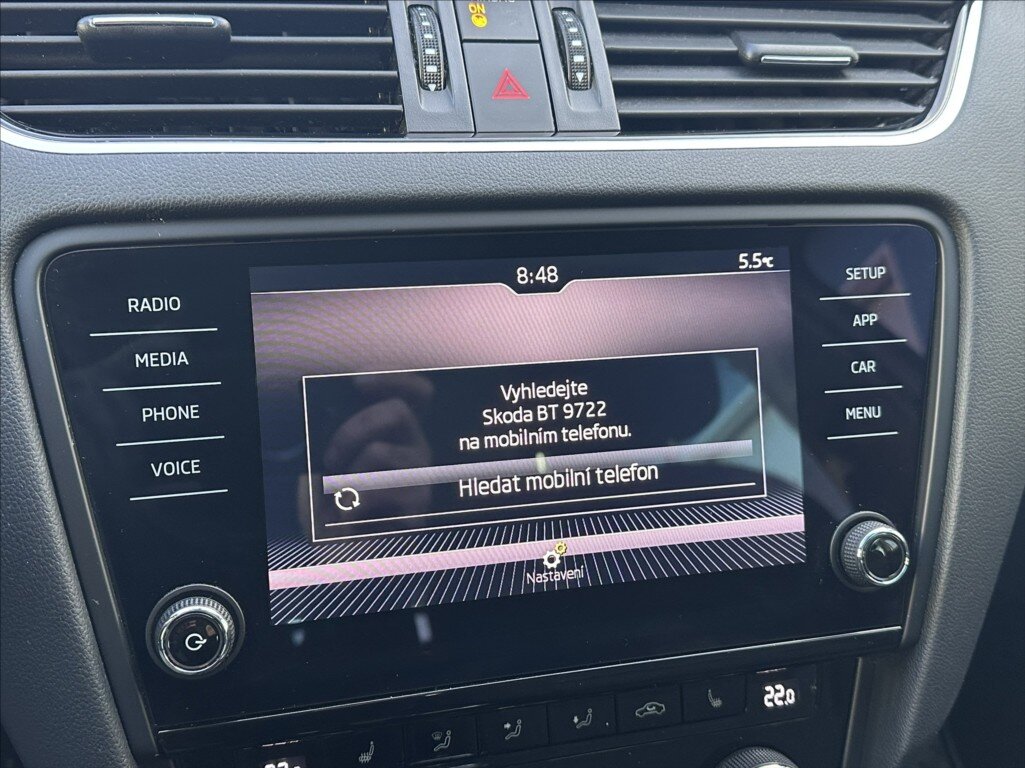 ON
8:48
5.5°C
RADIO
MEDIA
PHONE
VOICE
SETUP
APP
CAR
MENU
Vyhledejte
Skoda BT 9722
na mobilním telefonu.
Hledat mobilní telefon
Nastavení
22.0